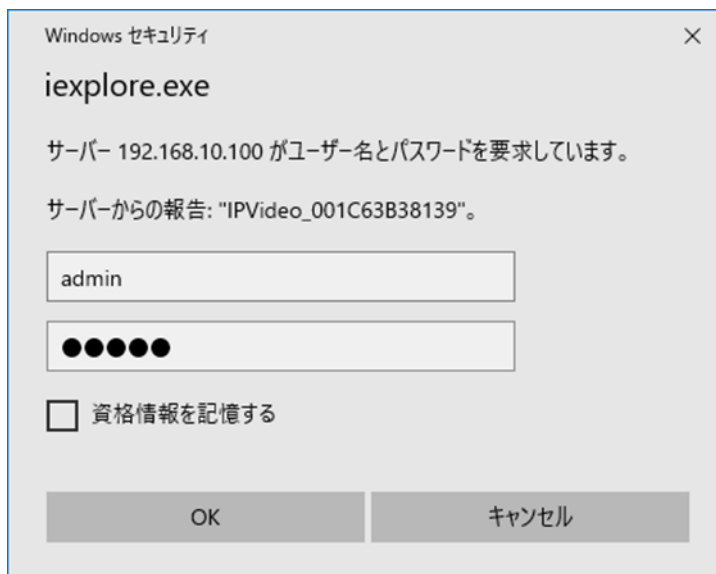 Windows セキュリティ
iexplore.exe
サーバー 192.168.10.100 がユーザー名とパスワードを要求しています。
サーバーからの報告: "IPVideo_001C63B38139"。
admin
●●●●●
資格情報を記憶する
OK
キャンセル